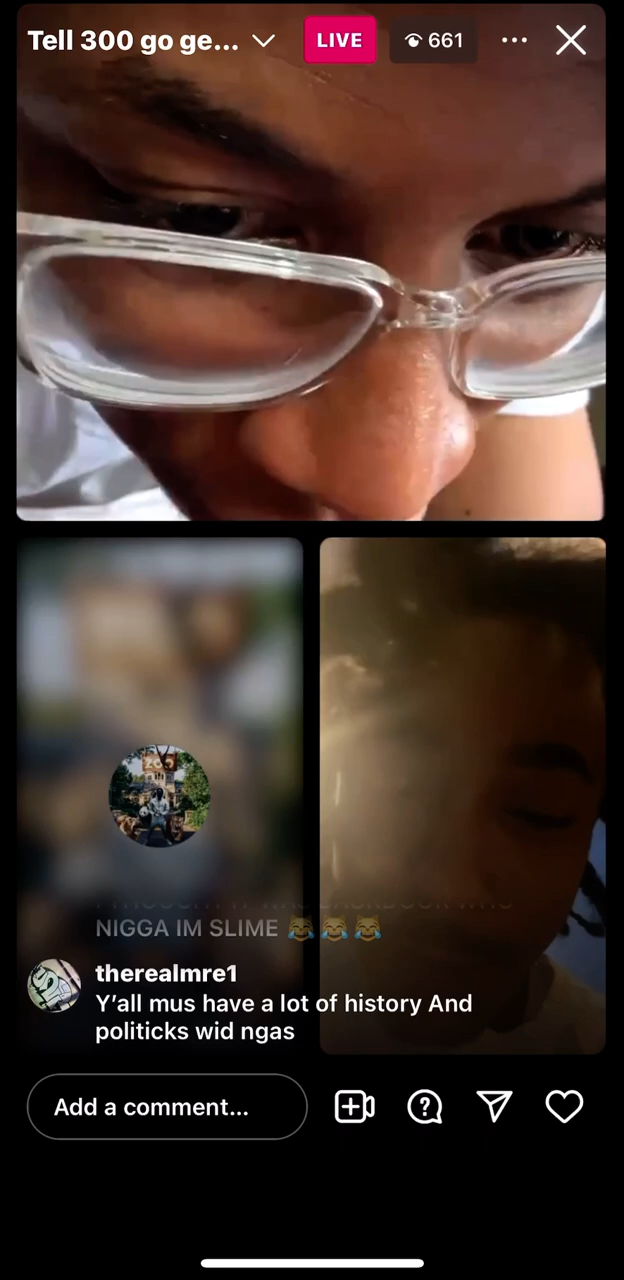 Tell 300 go ge...
LIVE
661
NIGGA IM SLIME 😹😹😹
therealmre1
Y'all mus have a lot of history And
politicks wid ngas
Add a comment...